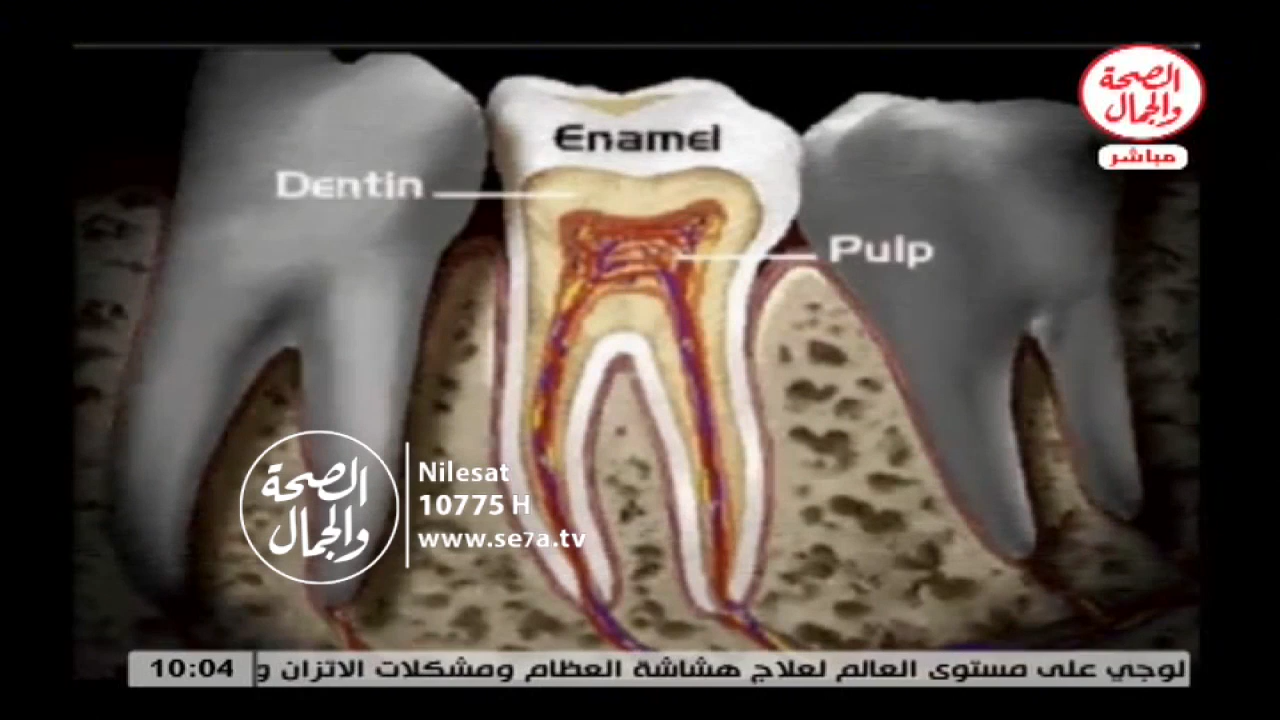 الصحة
والجمال
مباشر
Enamel
Dentin
Pulp
الصحة
والجمال
Nilesat
10775 H
www.se7a.tv
لوجي على مستوى العالم لعلاج هشاشة العظام ومشكلات الاتزان و
10:04